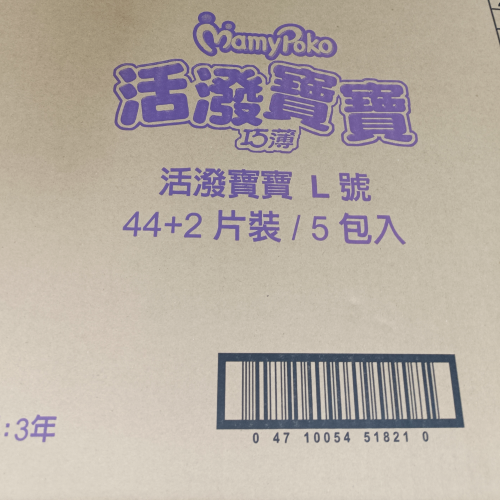 MamyPoko
活潑寶寶
巧薄
活潑寶寶 L 號
44+2 片裝 / 5 包入
:3年
0 47 10054 51821 0